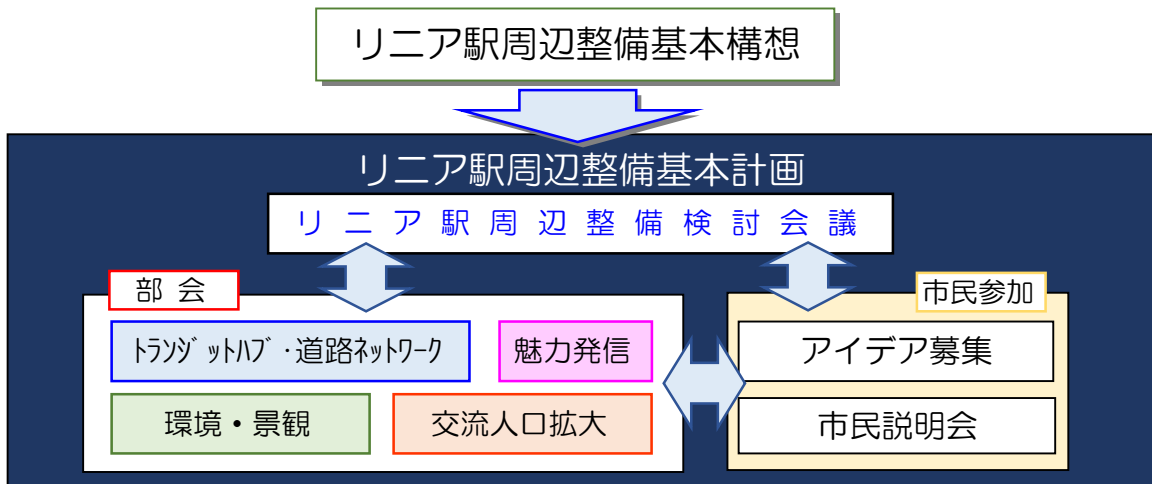 リニア駅周辺整備基本構想
リニア駅周辺整備基本計画
リニア駅周辺整備検討会議
部会
ﾄﾗﾝｼﾞｯﾄﾊﾌﾞ・道路ﾈｯﾄﾜｰｸ
魅力発信
環境・景観
交流人口拡大
市民参加
アイデア募集
市民説明会